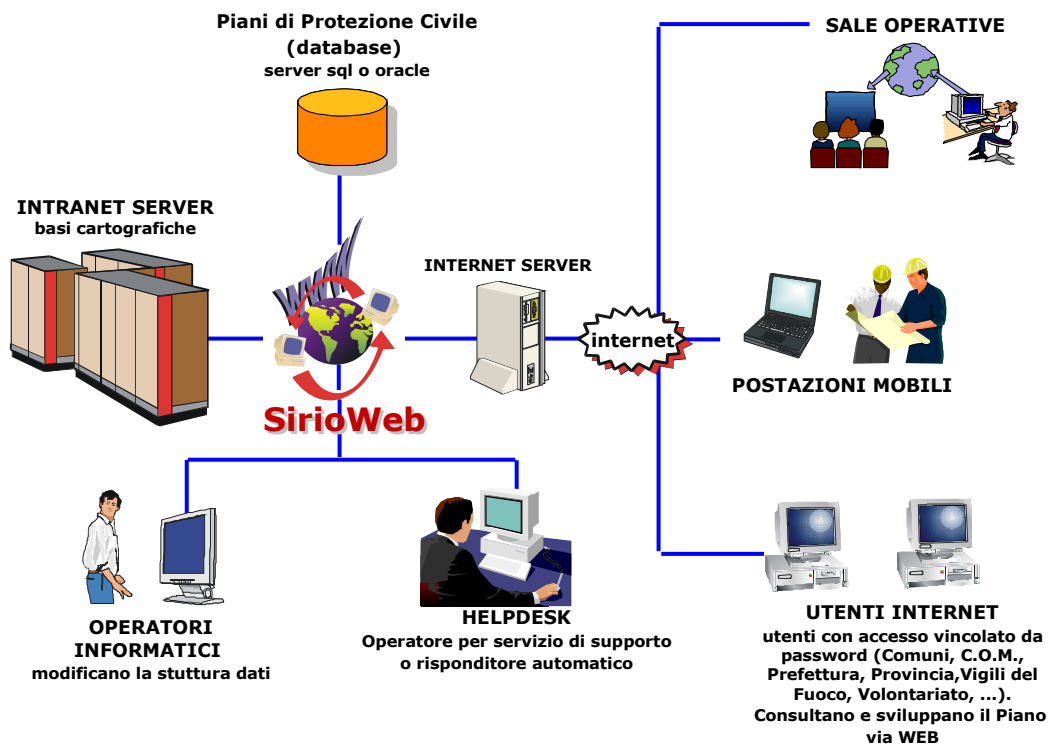 Piani di Protezione Civile
(database)
server sql o oracle
SALE OPERATIVE
INTRANET SERVER
basi cartografiche
www
INTERNET SERVER
internet
SirioWeb
POSTAZIONI MOBILI
OPERATORI
INFORMATICI
modificano la stuttura dati
HELPDESK
Operatore per servizio di supporto
o risponditore automatico
UTENTI INTERNET
utenti con accesso vincolato da
password (Comuni, C.O.M.,
Prefettura, Provincia,Vigili del
Fuoco, Volontariato, ...).
Consultano e sviluppano il Piano
via WEB